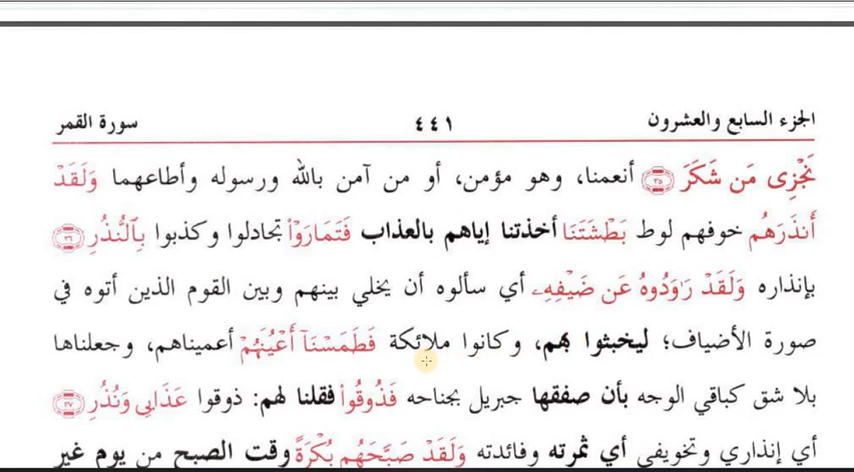 الجزء السابع والعشرون ٤٤١ سورة القمر
نَجْزِى مَن شَكَرَ ﴿٣٥﴾ أنعمنا، وهو مؤمن، أو من آمن بالله ورسوله وأطاعهما وَلَقَدْ
أَنذَرَهُم خوفهم لوط بَطْشَتَنَا أخذتنا إياهم بالعذاب فَتَمَارَوْا۟ تجادلوا وكذبوا بِٱلنُّذُرِ ﴿٣٦﴾
بإنذاره وَلَقَدْ رَٰوَدُوهُ عَن ضَيْفِهِۦ أي سألوه أن يخلي بينهم وبين القوم الذين أتوه في
صورة الأضياف؛ ليخبثوا بهم، وكانوا ملائكة فَطَمَسْنَآ أَعْيُنَهُمْ أعميناهم، وجعلناها
بلا شق كباقي الوجه بأن صفقها جبريل بجناحه فَذُوقُوا۟ فقلنا لهم: ذوقوا عَذَابِى وَنُذُرِ ﴿٣٧﴾
أي إنذاري وتخويفي أي ثمرته وفائدته وَلَقَدْ صَبَّحَهُم بُكْرَةً وقت الصبح من يوم غير